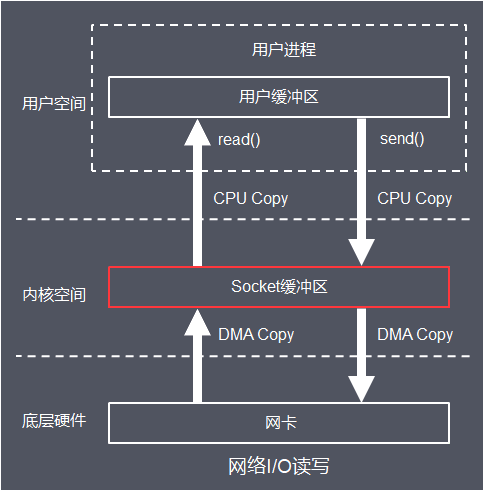 用户进程
用户空间
用户缓冲区
read()
send()
CPU Copy
CPU Copy
内核空间
Socket缓冲区
DMA Copy
DMA Copy
底层硬件
网卡
网络I/O读写